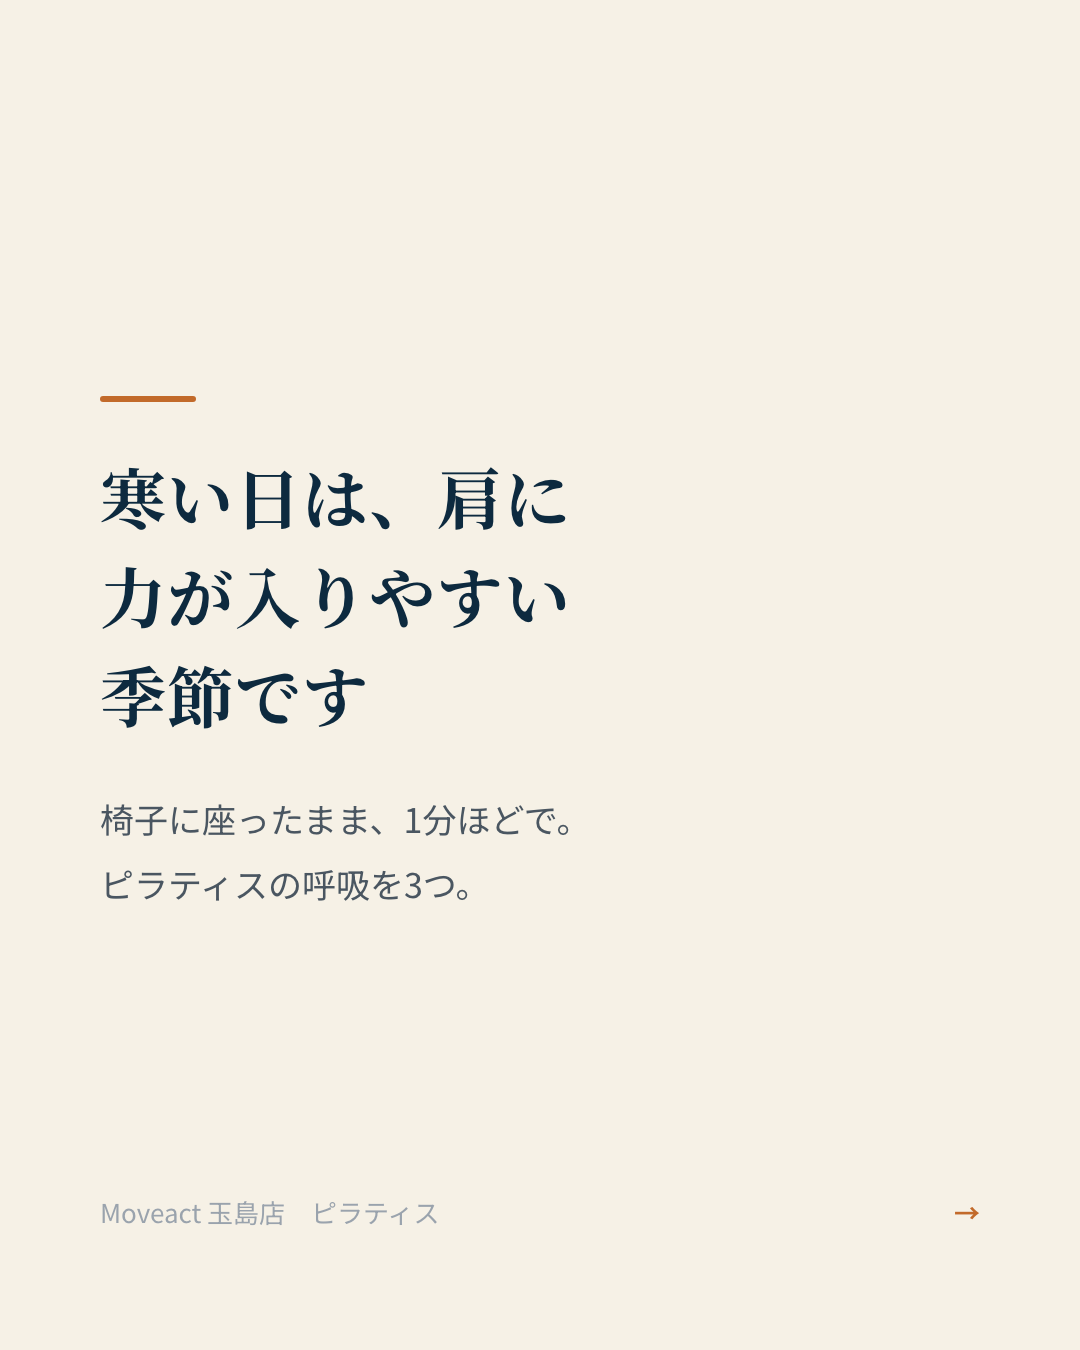 寒い日は、肩に
力が入りやすい
季節です
椅子に座ったまま、1分ほどで。
ピラティスの呼吸を3つ。
Moveact 玉島店　ピラティス
→